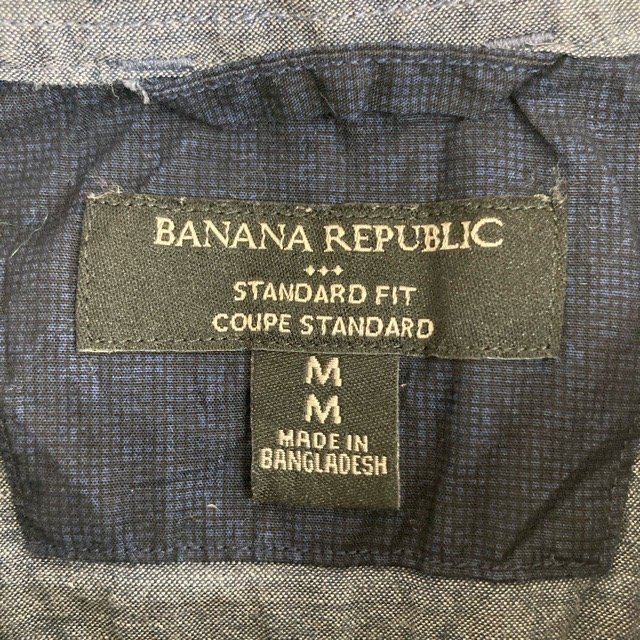 BANANA REPUBLIC
STANDARD FIT
COUPE STANDARD
M
M
MADE IN
BANGLADESH